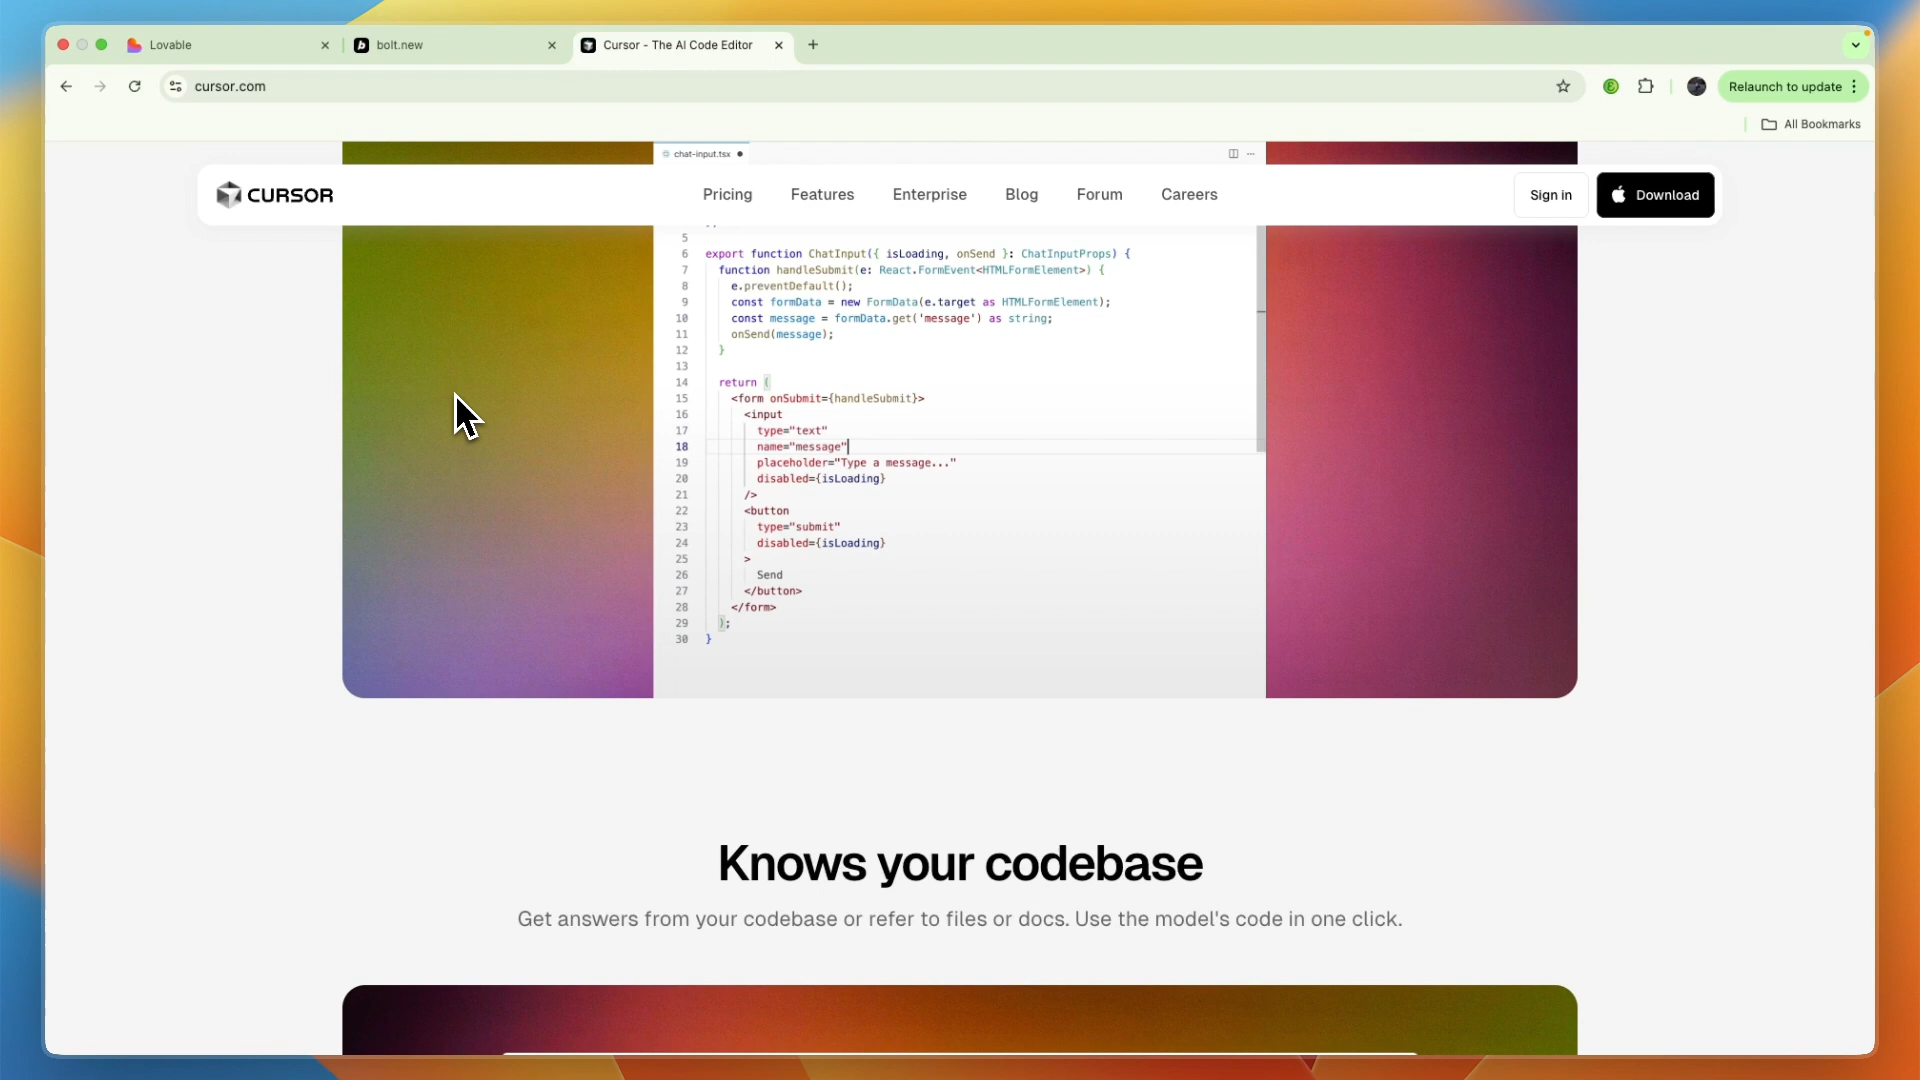 Lovable
bolt.new
Cursor - The AI Code Editor
cursor.com
Relaunch to update
All Bookmarks
chat-input.tsx
CURSOR
Pricing
Features
Enterprise
Blog
Forum
Careers
Sign in
Download
5
6 export function ChatInput({ isLoading, onSend }: ChatInputProps) {
7 function handleSubmit(e: React.FormEvent<HTMLFormElement>) {
8 e.preventDefault();
9 const formData = new FormData(e.target as HTMLFormElement);
10 const message = formData.get('message') as string;
11 onSend(message);
12 }
13
14 return (
15 <form onSubmit={handleSubmit}>
16 <input
17 type="text"
18 name="message"
19 placeholder="Type a message..."
20 disabled={isLoading}
21 />
22 <button
23 type="submit"
24 disabled={isLoading}
25 >
26 Send
27 </button>
28 </form>
29 );
30 }
Knows your codebase
Get answers from your codebase or refer to files or docs. Use the model's code in one click.